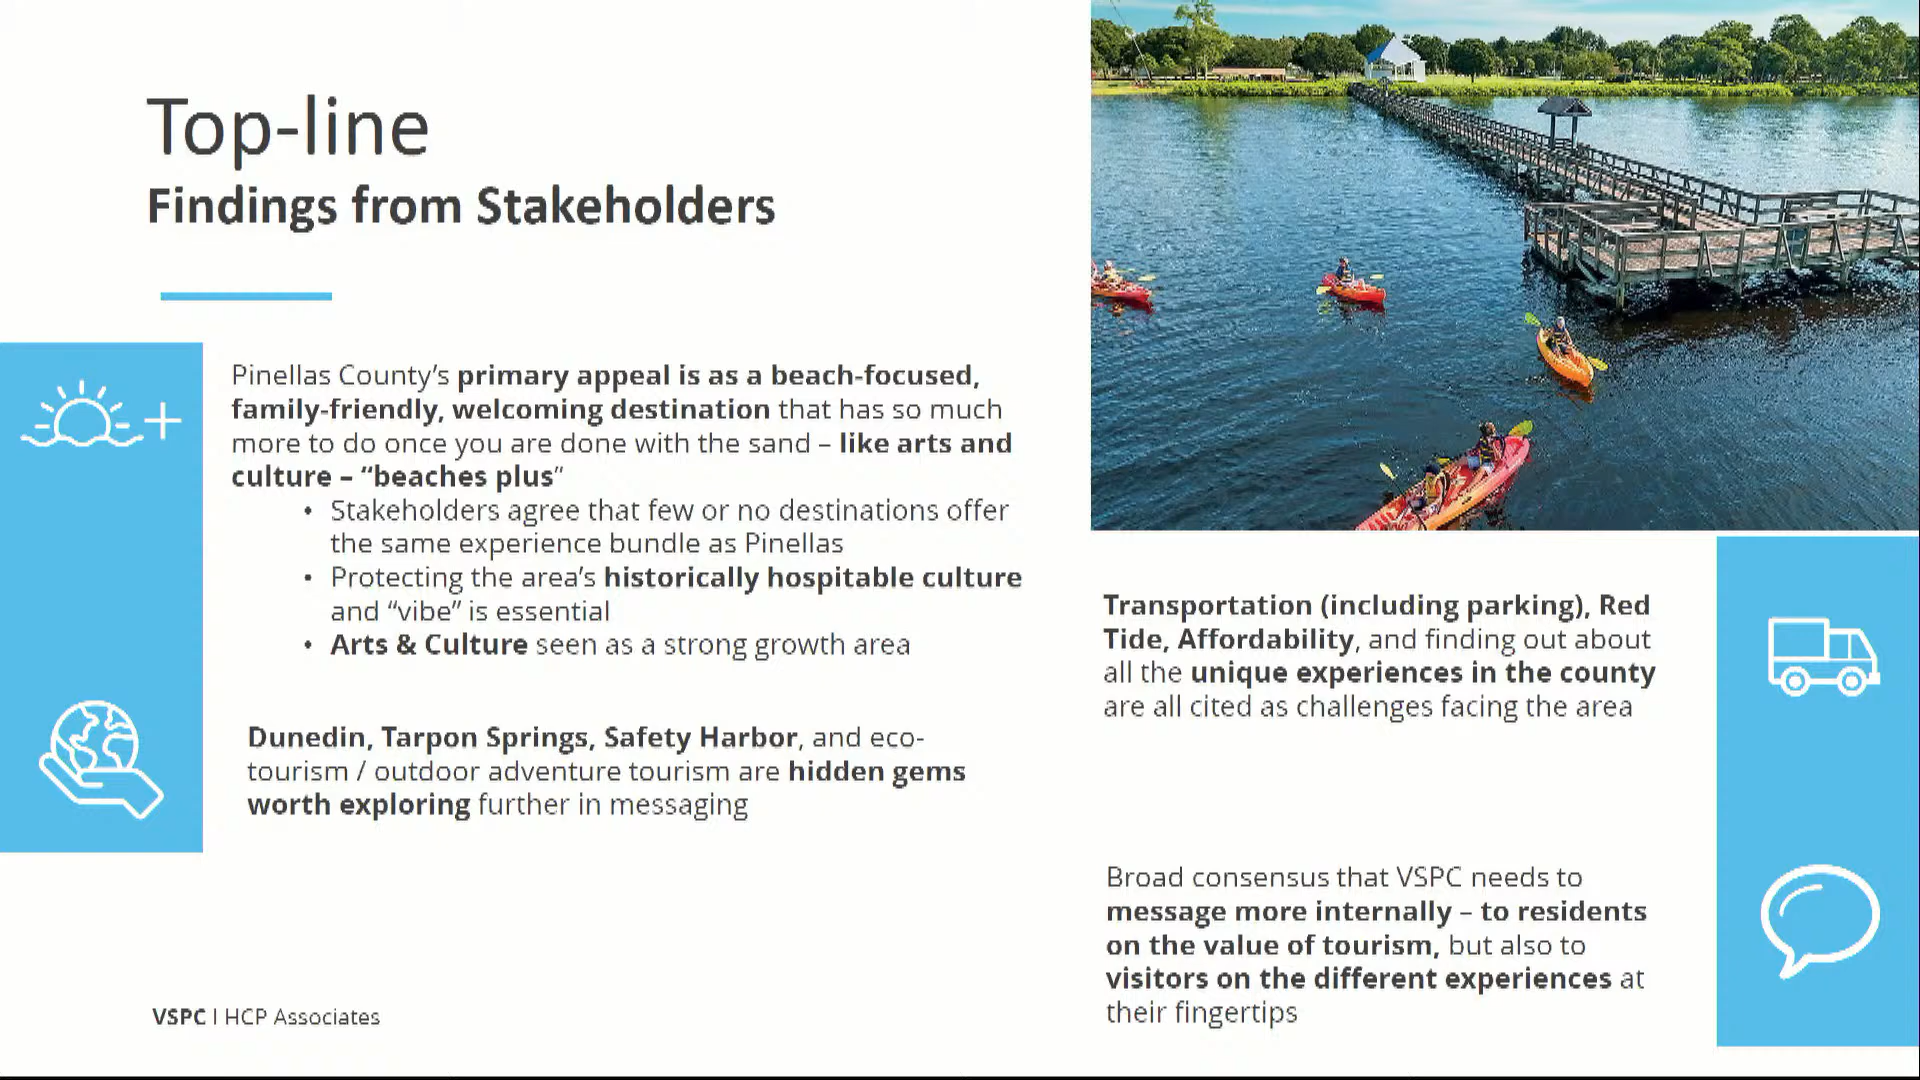 Top-line
Findings from Stakeholders
Pinellas County’s primary appeal is as a beach-focused,
family-friendly, welcoming destination that has so much
more to do once you are done with the sand – like arts and
culture – “beaches plus”
• Stakeholders agree that few or no destinations offer
the same experience bundle as Pinellas
• Protecting the area’s historically hospitable culture
and “vibe” is essential
• Arts & Culture seen as a strong growth area
Dunedin, Tarpon Springs, Safety Harbor, and eco-
tourism / outdoor adventure tourism are hidden gems
worth exploring further in messaging
Transportation (including parking), Red
Tide, Affordability, and finding out about
all the unique experiences in the county
are all cited as challenges facing the area
Broad consensus that VSPC needs to
message more internally – to residents
on the value of tourism, but also to
visitors on the different experiences at
their fingertips
VSPC | HCP Associates